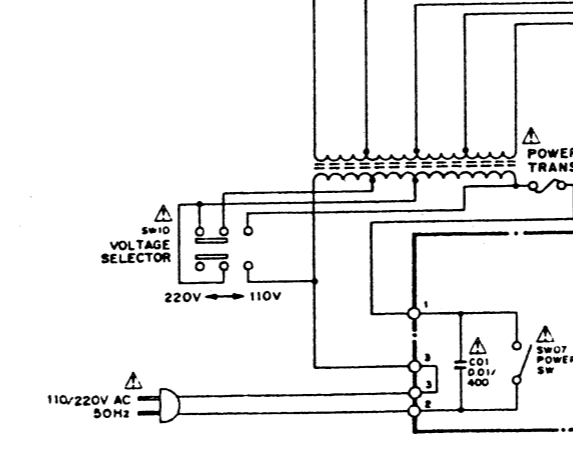 POWER
TRANS
SW10
VOLTAGE
SELECTOR
220V
110V
1
3
C01
0.01/
400
SW07
POWER
SW
110/220V AC
50Hz
3
2